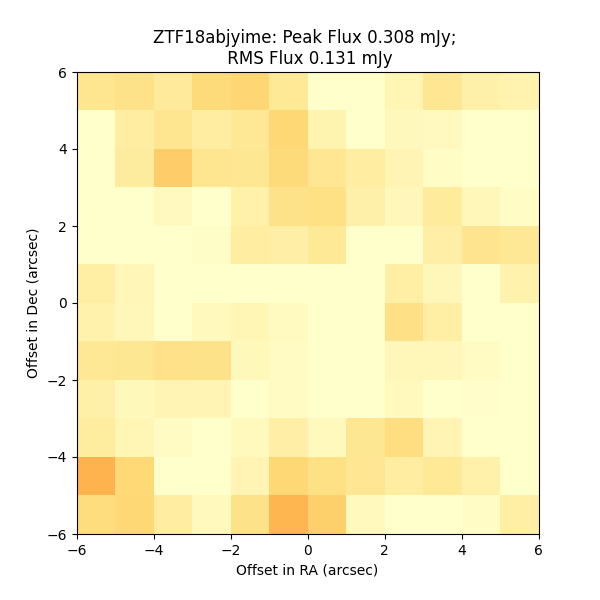 ZTF18abjyime: Peak Flux 0.308 mJy;
RMS Flux 0.131 mJy
6
4
2
0
−2
−4
−6
Offset in Dec (arcsec)
−6 −4 −2 0 2 4 6
Offset in RA (arcsec)